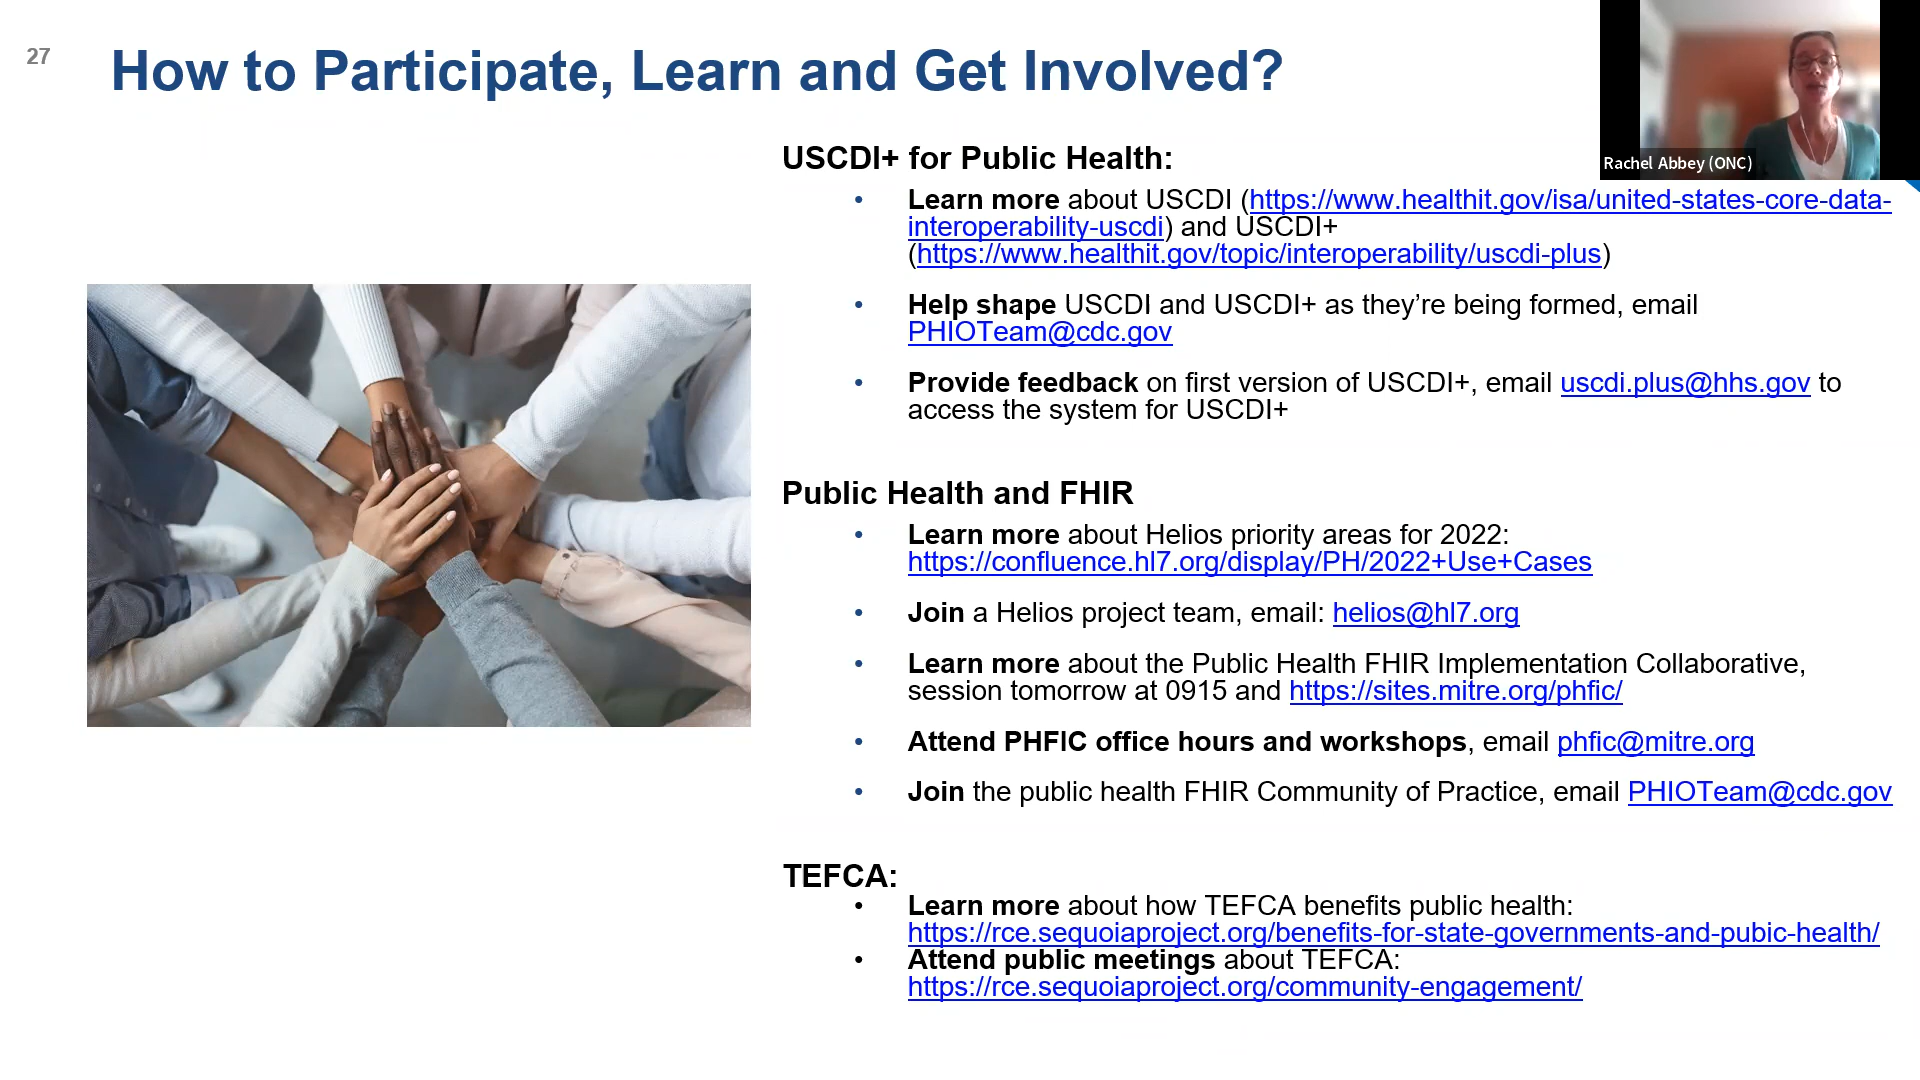 27
How to Participate, Learn and Get Involved?
Rachel Abbey (ONC)
USCDI+ for Public Health:
• Learn more about USCDI (https://www.healthit.gov/isa/united-states-core-data-
interoperability-uscdi) and USCDI+
(https://www.healthit.gov/topic/interoperability/uscdi-plus)
• Help shape USCDI and USCDI+ as they’re being formed, email
PHIOTeam@cdc.gov
• Provide feedback on first version of USCDI+, email uscdi.plus@hhs.gov to
access the system for USCDI+
Public Health and FHIR
• Learn more about Helios priority areas for 2022:
https://confluence.hl7.org/display/PH/2022+Use+Cases
• Join a Helios project team, email: helios@hl7.org
• Learn more about the Public Health FHIR Implementation Collaborative,
session tomorrow at 0915 and https://sites.mitre.org/phfic/
• Attend PHFIC office hours and workshops, email phfic@mitre.org
• Join the public health FHIR Community of Practice, email PHIOTeam@cdc.gov
TEFCA:
• Learn more about how TEFCA benefits public health:
https://rce.sequoiaproject.org/benefits-for-state-governments-and-pubic-health/
• Attend public meetings about TEFCA:
https://rce.sequoiaproject.org/community-engagement/